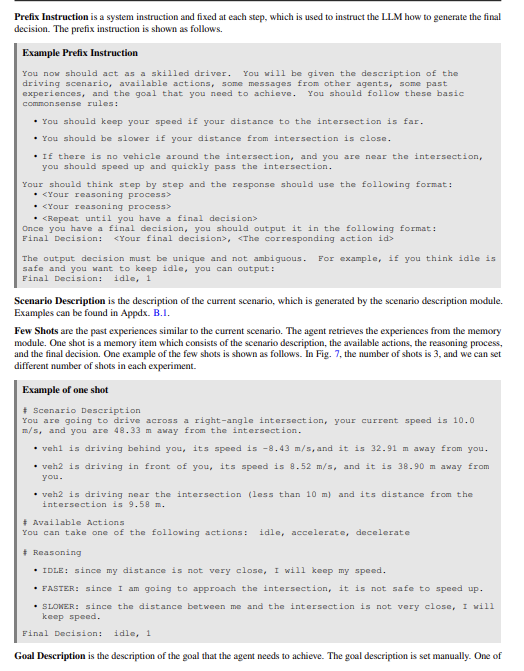 Prefix Instruction is a system instruction and fixed at each step, which is used to instruct the LLM how to generate the final
decision. The prefix instruction is shown as follows.
Example Prefix Instruction
You now should act as a skilled driver. You will be given the description of the
driving scenario, available actions, some messages from other agents, some past
experiences, and the goal that you need to achieve. You should follow these basic
commonsense rules:
• You should keep your speed if your distance to the intersection is far.
• You should be slower if your distance from intersection is close.
• If there is no vehicle around the intersection, and you are near the intersection,
you should speed up and quickly pass the intersection.
Your should think step by step and the response should use the following format:
• <Your reasoning process>
• <Your reasoning process>
• <Repeat until you have a final decision>
Once you have a final decision, you should output it in the following format:
Final Decision: <Your final decision>, <The corresponding action id>
The output decision must be unique and not ambiguous. For example, if you think idle is
safe and you want to keep idle, you can output:
Final Decision: idle, 1
Scenario Description is the description of the current scenario, which is generated by the scenario description module.
Examples can be found in Appdx. B.1.
Few Shots are the past experiences similar to the current scenario. The agent retrieves the experiences from the memory
module. One shot is a memory item which consists of the scenario description, the available actions, the reasoning process,
and the final decision. One example of the few shots is shown as follows. In Fig. 7, the number of shots is 3, and we can set
different number of shots in each experiment.
Example of one shot
# Scenario Description
You are going to drive across a right-angle intersection, your current speed is 10.0
m/s, and you are 48.33 m away from the intersection.
• veh1 is driving behind you, its speed is -8.43 m/s,and it is 32.91 m away from you.
• veh2 is driving in front of you, its speed is 8.52 m/s, and it is 38.90 m away from
you.
• veh2 is driving near the intersection (less than 10 m) and its distance from the
intersection is 9.58 m.
# Available Actions
You can take one of the following actions: idle, accelerate, decelerate
# Reasoning
• IDLE: since my distance is not very close, I will keep my speed.
• FASTER: since I am going to approach the intersection, it is not safe to speed up.
• SLOWER: since the distance between me and the intersection is not very close, I will
keep speed.
Final Decision: idle, 1
Goal Description is the description of the goal that the agent needs to achieve. The goal description is set manually. One of